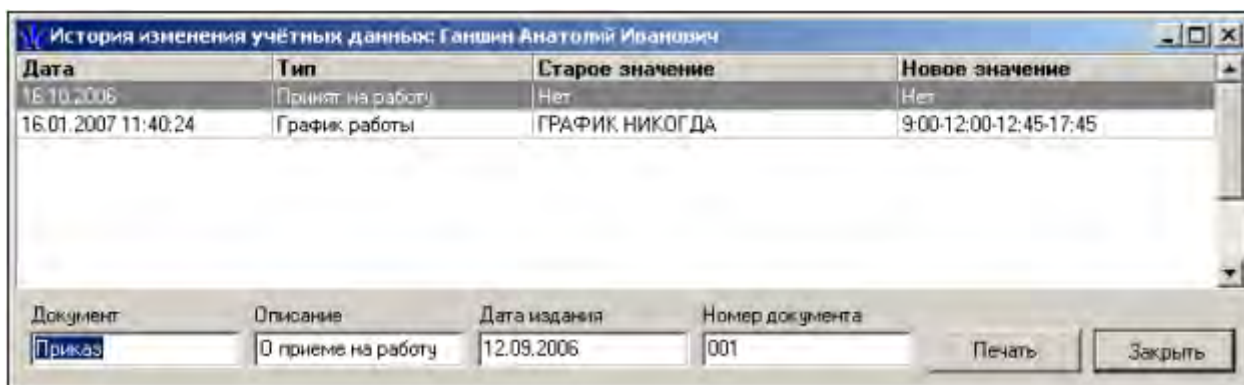 История изменения учётных данных: Ганшин Анатолий Иванович
Дата Тип Старое значение Новое значение
16.10.2006 Принят на работу Нет Нет
16.01.2007 11:40:24 График работы ГРАФИК НИКОГДА 9:00-12:00-12:45-17:45
Документ Описание Дата издания Номер документа
Приказ О приеме на работу 12.09.2006 001 Печать Закрыть